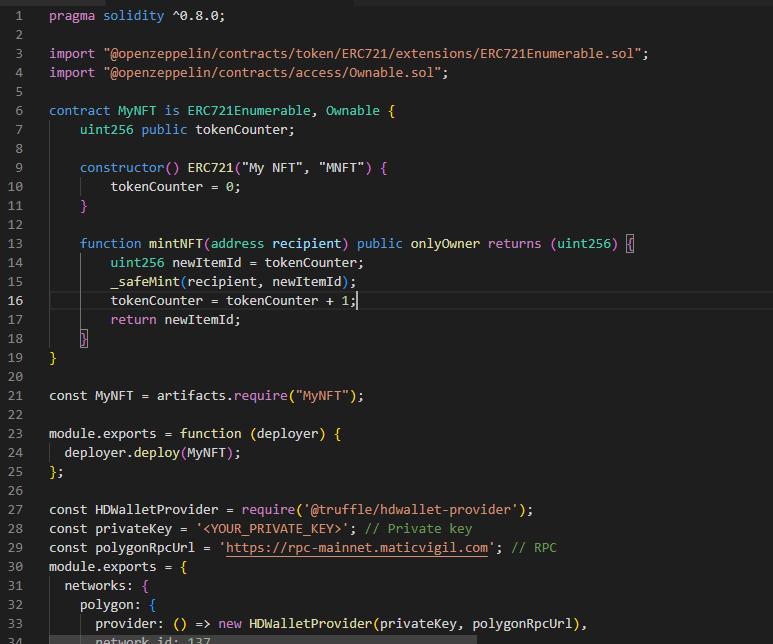 1 pragma solidity ^0.8.0;
2
3 import "@openzeppelin/contracts/token/ERC721/extensions/ERC721Enumerable.sol";
4 import "@openzeppelin/contracts/access/Ownable.sol";
5
6 contract MyNFT is ERC721Enumerable, Ownable {
7 uint256 public tokenCounter;
8
9 constructor() ERC721("My NFT", "MNFT") {
10 tokenCounter = 0;
11 }
12
13 function mintNFT(address recipient) public onlyOwner returns (uint256) {
14 uint256 newItemId = tokenCounter;
15 _safeMint(recipient, newItemId);
16 tokenCounter = tokenCounter + 1;
17 return newItemId;
18 }
19 }
20
21 const MyNFT = artifacts.require("MyNFT");
22
23 module.exports = function (deployer) {
24 deployer.deploy(MyNFT);
25 };
26
27 const HDWalletProvider = require('@truffle/hdwallet-provider');
28 const privateKey = '<YOUR_PRIVATE_KEY>'; // Private key
29 const polygonRpcUrl = 'https://rpc-mainnet.maticvigil.com'; // RPC
30 module.exports = {
31 networks: {
32 polygon: {
33 provider: () => new HDWalletProvider(privateKey, polygonRpcUrl),
34 network_id: 137